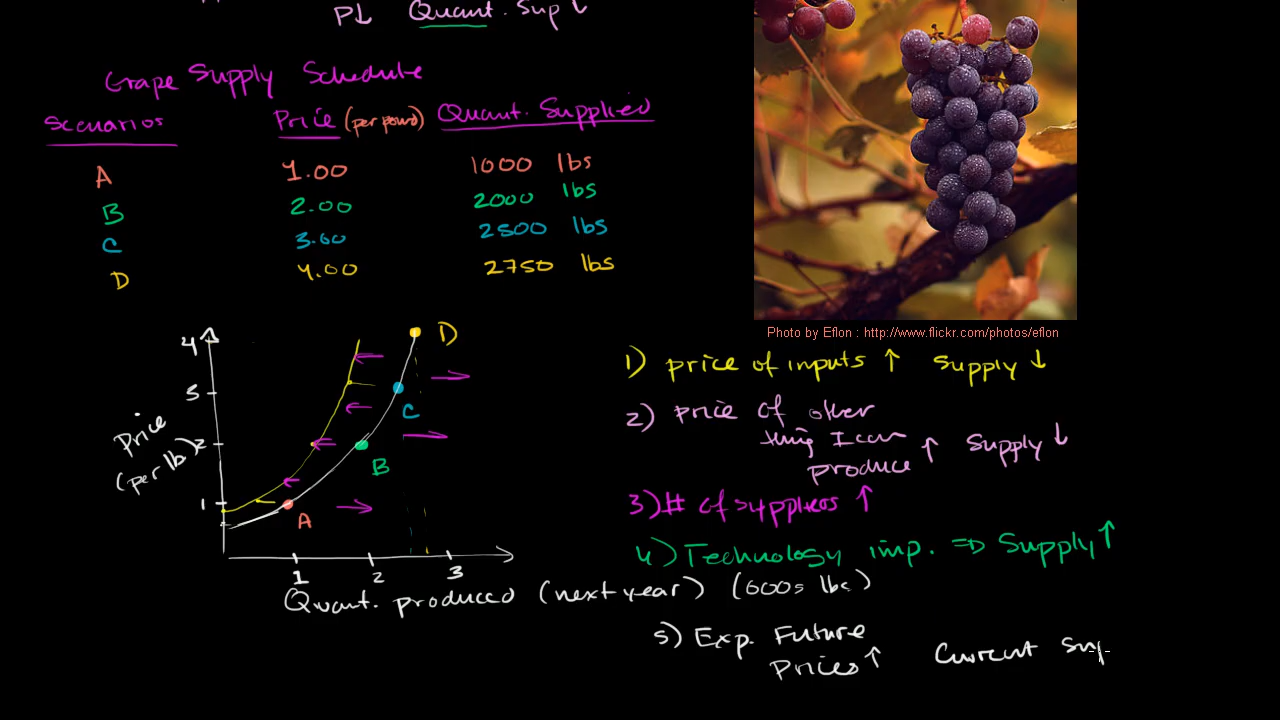 P↓ Quant. Sup ↓
Grape Supply Schedule
Scenarios Price (per pound) Quant. Supplied
A 1.00 1000 lbs
B 2.00 2000 lbs
C 3.00 2500 lbs
D 4.00 2750 lbs
Photo by Eflon : http://www.flickr.com/photos/eflon
4
3
2
1
Price
(per lb)
D
C
B
A
1 2 3
Quant. produced (next year) (000s lbs)
1) price of inputs ↑ Supply ↓
2) price of other
thing I can
produce ↑ Supply ↓
3) # of suppliers ↑
4) Technology imp. ⇒ Supply ↑
5) Exp. Future
Prices ↑ Current Sup